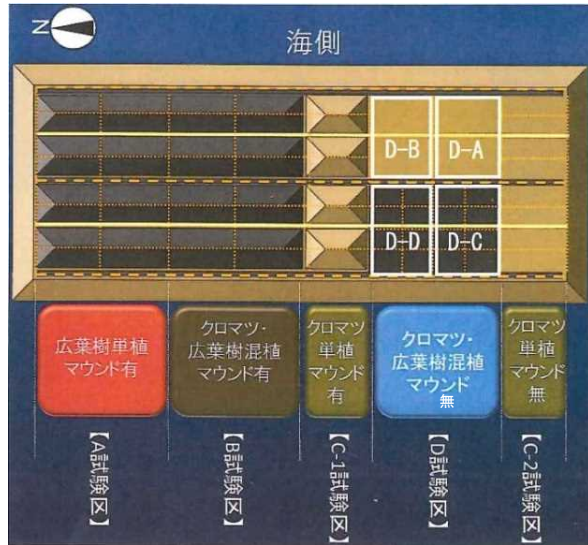 N
海側
D-B
D-A
D-D
D-C
広葉樹単植
マウンド有
クロマツ・
広葉樹混植
マウンド有
クロマツ
単植
マウンド
有
クロマツ・
広葉樹混植
マウンド
無
クロマツ
単植
マウンド
無
【A試験区】
【B試験区】
【C-1試験区】
【D試験区】
【C-2試験区】